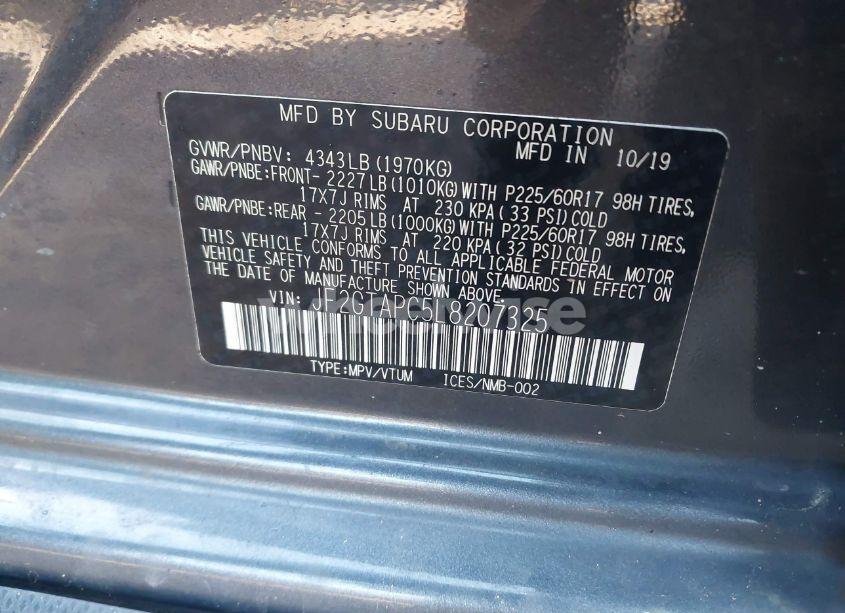 MFD BY SUBARU CORPORATION
GVWR/PNBV: 4343LB(1970KG) MFD IN 10/19
GAWR/PNBE:FRONT- 2227LB(1010KG)WITH P225/60R17 98H TIRES,
17X7J RIMS AT 230 KPA(33 PSI)COLD
GAWR/PNBE:REAR - 2205LB(1000KG)WITH P225/60R17 98H TIRES,
17X7J RIMS AT 220 KPA(32 PSI)COLD
THIS VEHICLE CONFORMS TO ALL APPLICABLE FEDERAL MOTOR
VEHICLE SAFETY AND THEFT PREVENTION STANDARDS IN EFFECT ON
THE DATE OF MANUFACTURE SHOWN ABOVE.
VIN: JF2GTAPC5L8207325
TYPE:MPV/VTUM ICES/NMB-002